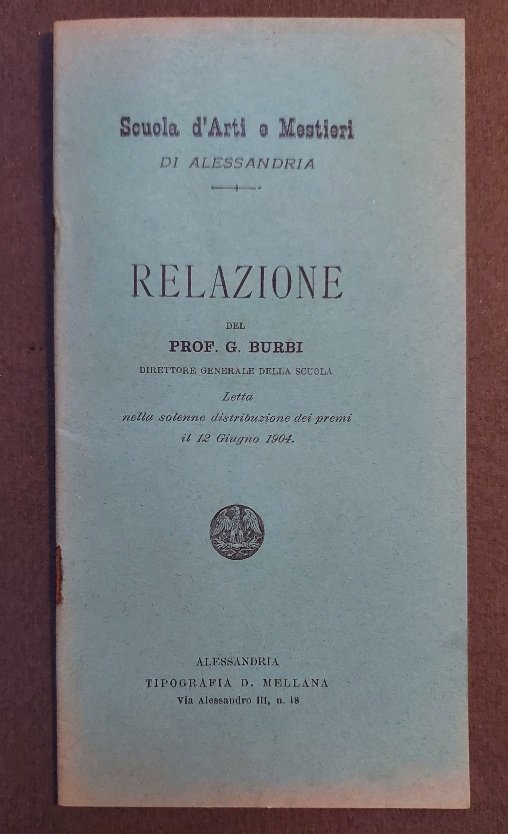 Scuola d'Arti e Mestieri
DI ALESSANDRIA
RELAZIONE
DEL
PROF. G. BURBI
DIRETTORE GENERALE DELLA SCUOLA
Letta
nella solenne distribuzione dei premi
il 12 Giugno 1904.
ALESSANDRIA
TIPOGRAFIA D. MELLANA
Via Alessandro III, n. 18